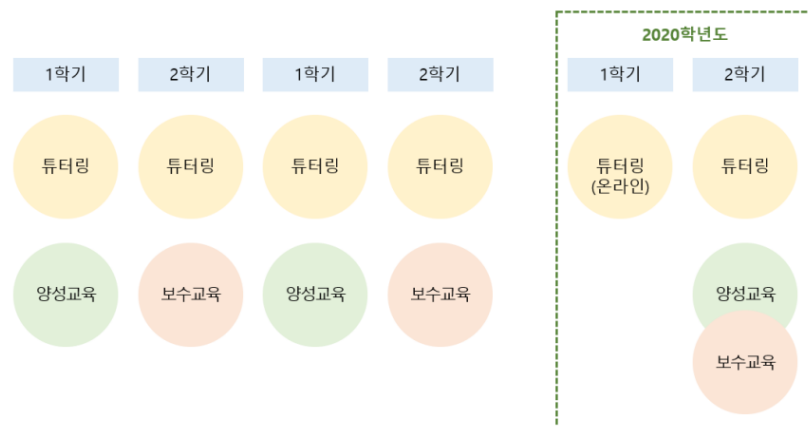 2020학년도
1학기 2학기 1학기 2학기 1학기 2학기
튜터링 튜터링 튜터링 튜터링 튜터링 튜터링
(온라인)
양성교육 보수교육 양성교육 보수교육 양성교육
보수교육